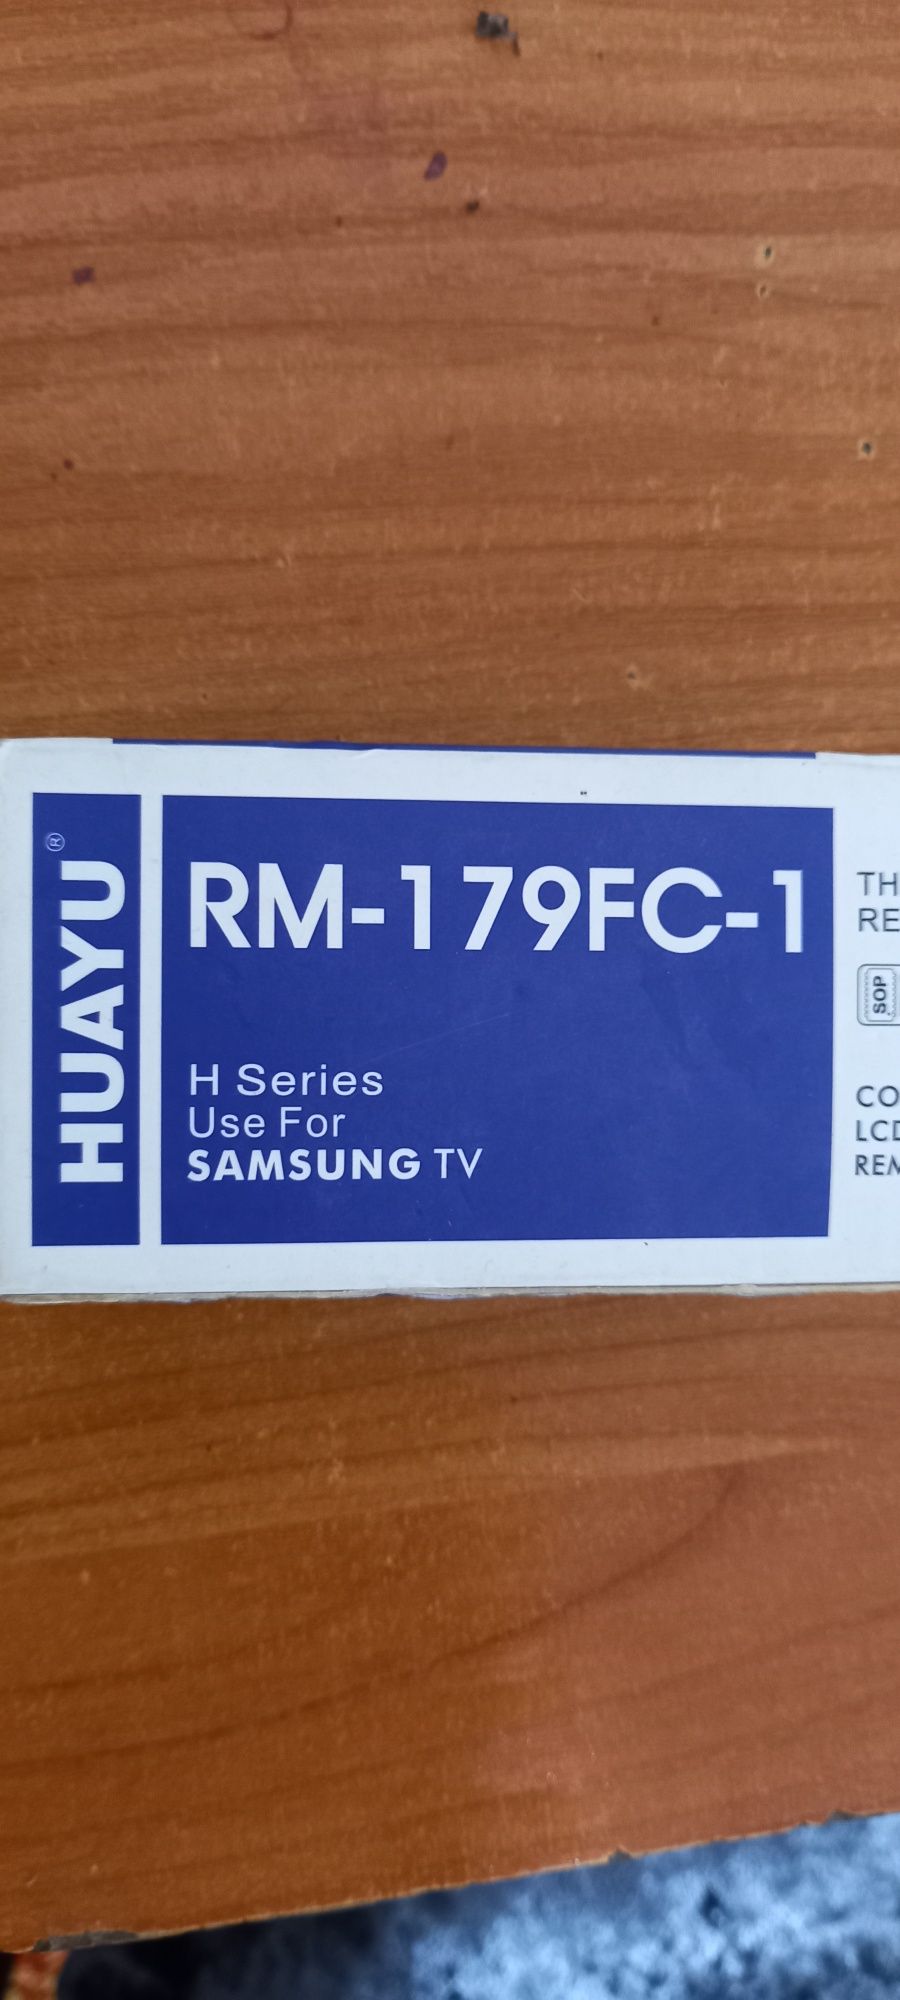 HUAYU®
RM-179FC-1
H Series
Use For
SAMSUNG TV
TH
RE
SOP
CO
LCD
REM